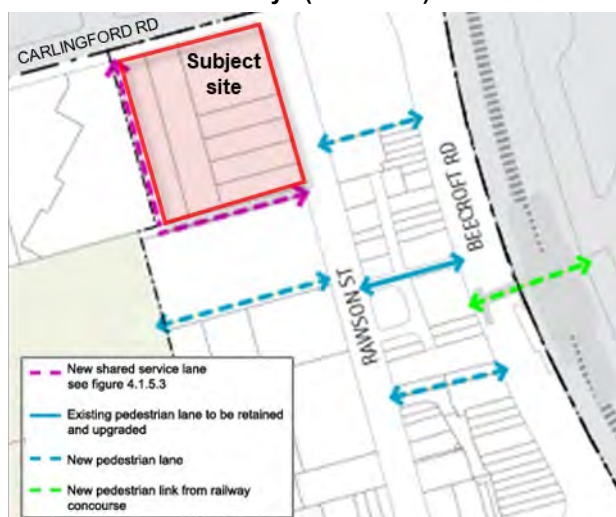 CARLINGFORD RD
Subject
site
BEECROFT RD
RAWSON ST
New shared service lane
see figure 4.1.5.3
Existing pedestrian lane to be retained
and upgraded
New pedestrian lane
New pedestrian link from railway
concourse